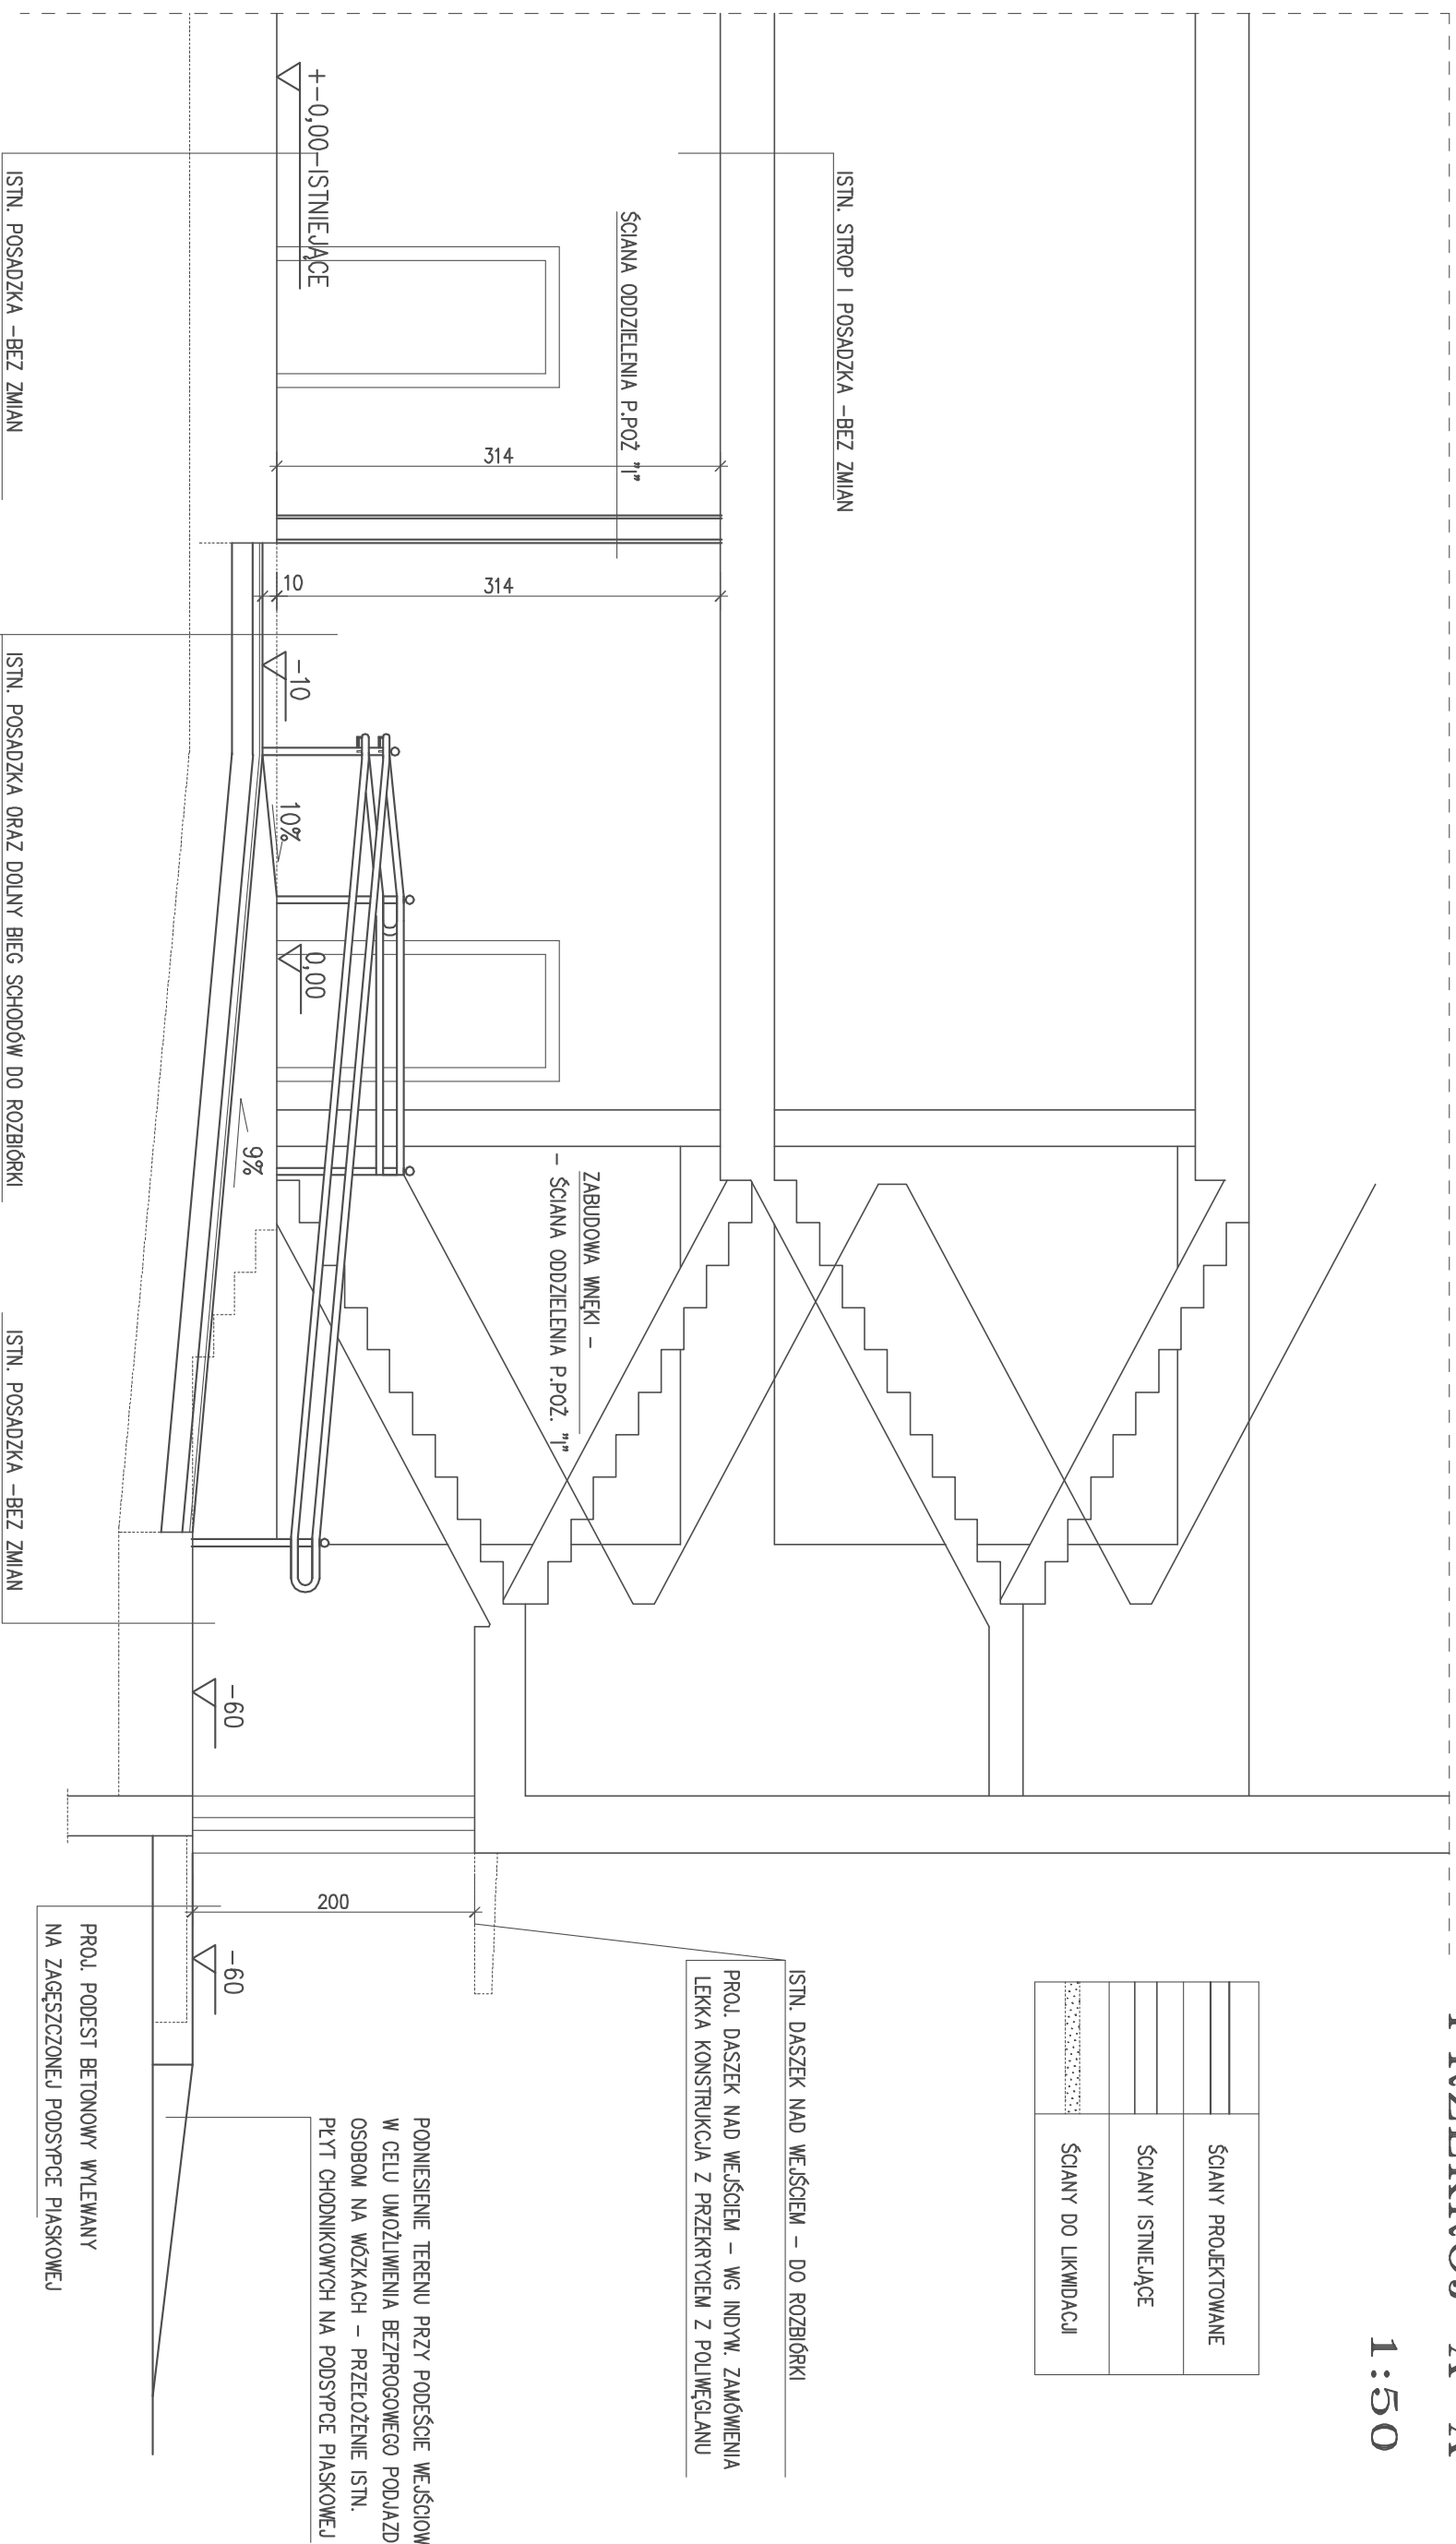 1:50
ŚCIANY PROJEKTOWANE
ŚCIANY ISTNIEJĄCE
ŚCIANY DO LIKWIDACJI
ISTN. STROP I POSADZKA -BEZ ZMIAN
ŚCIANA ODDZIELENIA P.POŻ "I"
+-0,00-ISTNIEJĄCE
314
314
10
-10
10%
0,00
9%
ZABUDOWA WNĘKI -
- ŚCIANA ODDZIELENIA P.POŻ. "I"
-60
-60
200
ISTN. DASZEK NAD WEJŚCIEM - DO ROZBIÓRKI
PROJ. DASZEK NAD WEJŚCIEM - WG INDYW. ZAMÓWIENIA
LEKKA KONSTRUKCJA Z PRZEKRYCIEM Z POLIWĘGLANU
PODNIESIENIE TERENU PRZY PODEŚCIE WEJŚCIOW
W CELU UMOŻLIWIENIA BEZPROGOWEGO PODJAZD
OSOBOM NA WÓZKACH - PRZEŁOŻENIE ISTN.
PŁYT CHODNIKOWYCH NA PODSYPCE PIASKOWEJ
PROJ. PODEST BETONOWY WYLEWANY
NA ZAGĘSZCZONEJ PODSYPCE PIASKOWEJ
ISTN. POSADZKA -BEZ ZMIAN
ISTN. POSADZKA ORAZ DOLNY BIEG SCHODÓW DO ROZBIÓRKI
ISTN. POSADZKA -BEZ ZMIAN